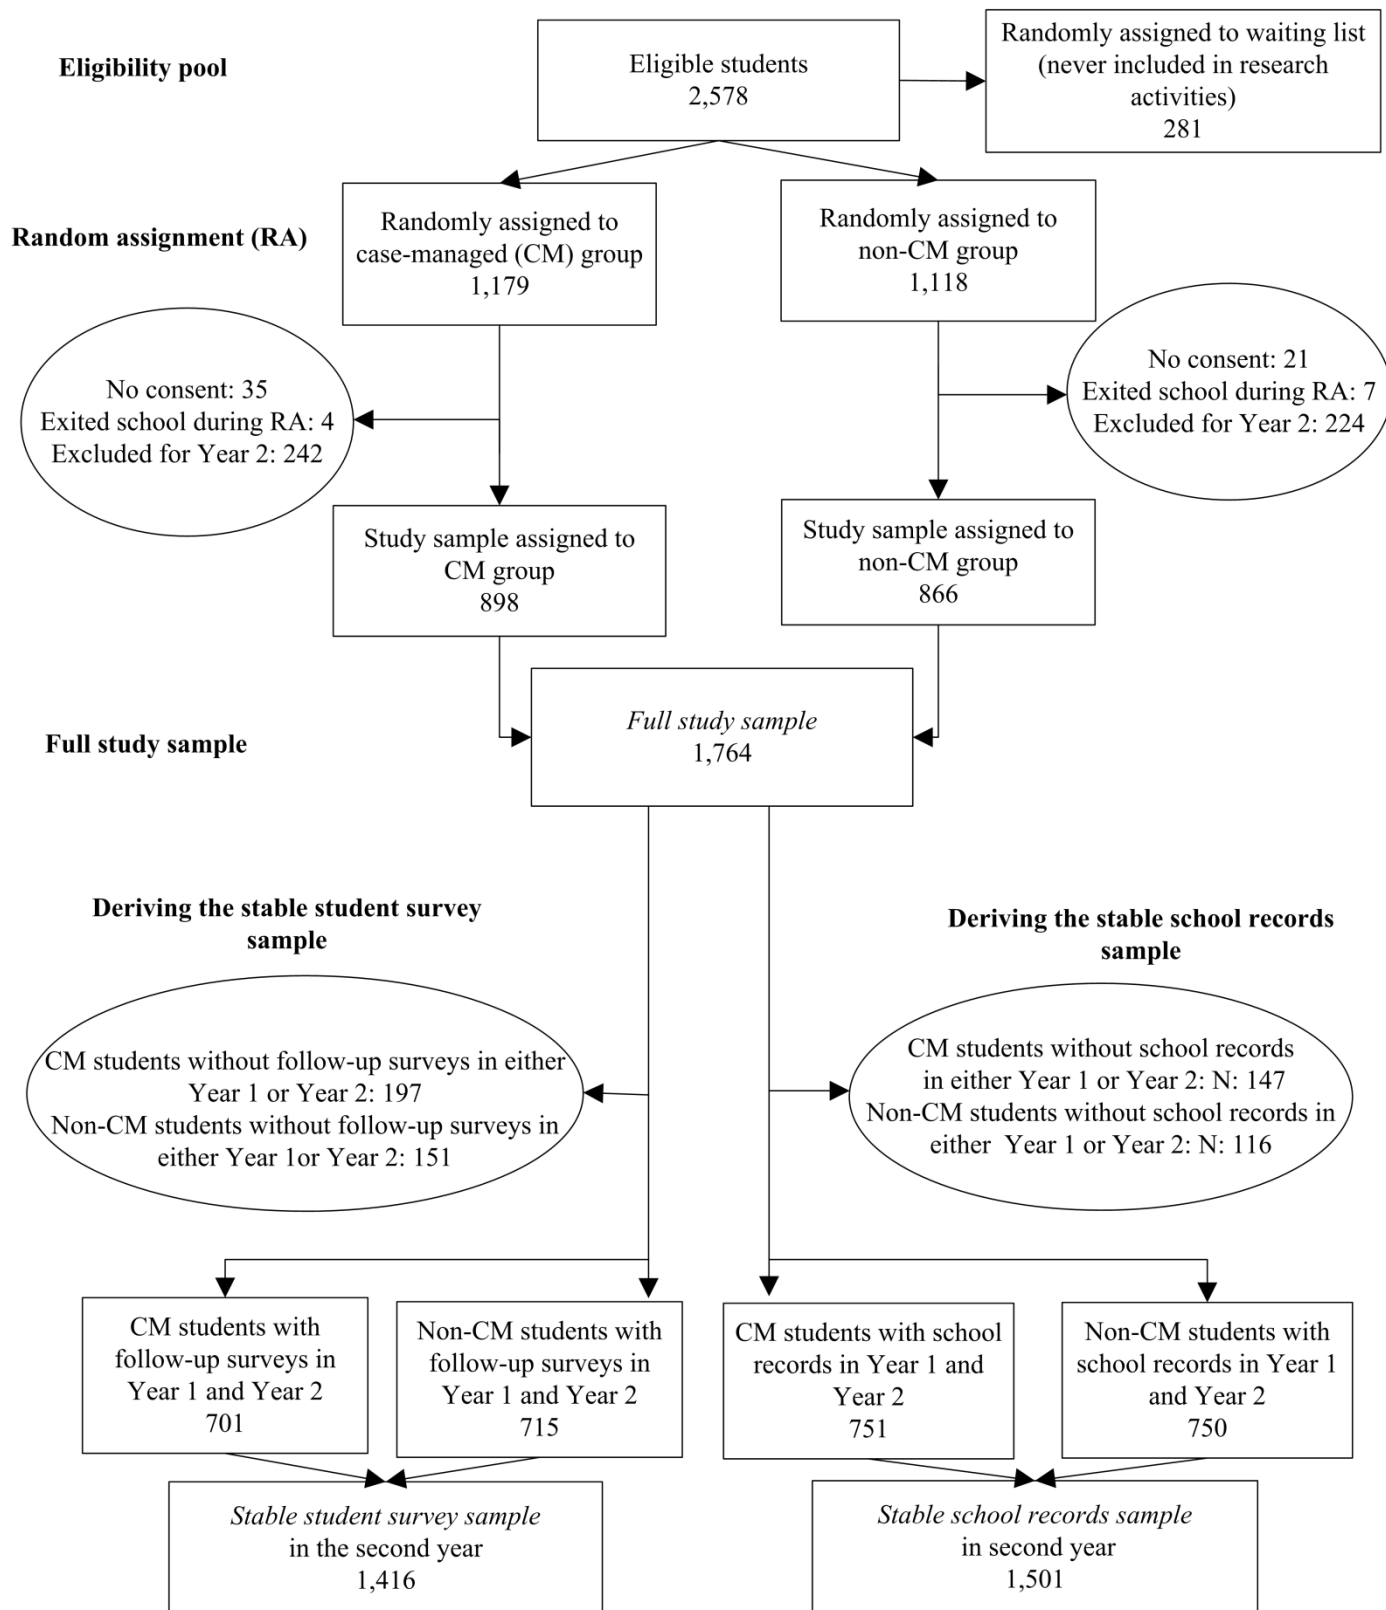 Eligibility pool
Eligible students
2,578
Randomly assigned to waiting list
(never included in research
activities)
281
Random assignment (RA)
Randomly assigned to
case-managed (CM) group
1,179
Randomly assigned to
non-CM group
1,118
No consent: 35
Exited school during RA: 4
Excluded for Year 2: 242
No consent: 21
Exited school during RA: 7
Excluded for Year 2: 224
Study sample assigned to
CM group
898
Study sample assigned to
non-CM group
866
Full study sample
Full study sample
1,764
Deriving the stable student survey
sample
Deriving the stable school records
sample
CM students without follow-up surveys in either
Year 1 or Year 2: 197
Non-CM students without follow-up surveys in
either Year 1or Year 2: 151
CM students without school records
in either Year 1 or Year 2: N: 147
Non-CM students without school records in
either Year 1 or Year 2: N: 116
CM students with
follow-up surveys in
Year 1 and Year 2
701
Non-CM students with
follow-up surveys in
Year 1 and Year 2
715
CM students with school
records in Year 1 and
Year 2
751
Non-CM students with
school records in Year 1
and Year 2
750
Stable student survey sample
in the second year
1,416
Stable school records sample
in second year
1,501